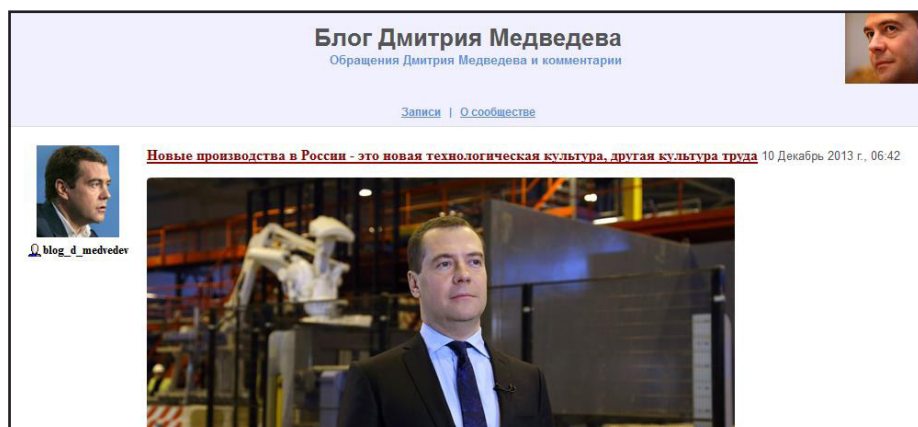 Блог Дмитрия Медведева
Обращения Дмитрия Медведева и комментарии
Записи | О сообществе
Новые производства в России - это новая технологическая культура, другая культура труда 10 Декабрь 2013 г., 06:42
blog_d_medvedev